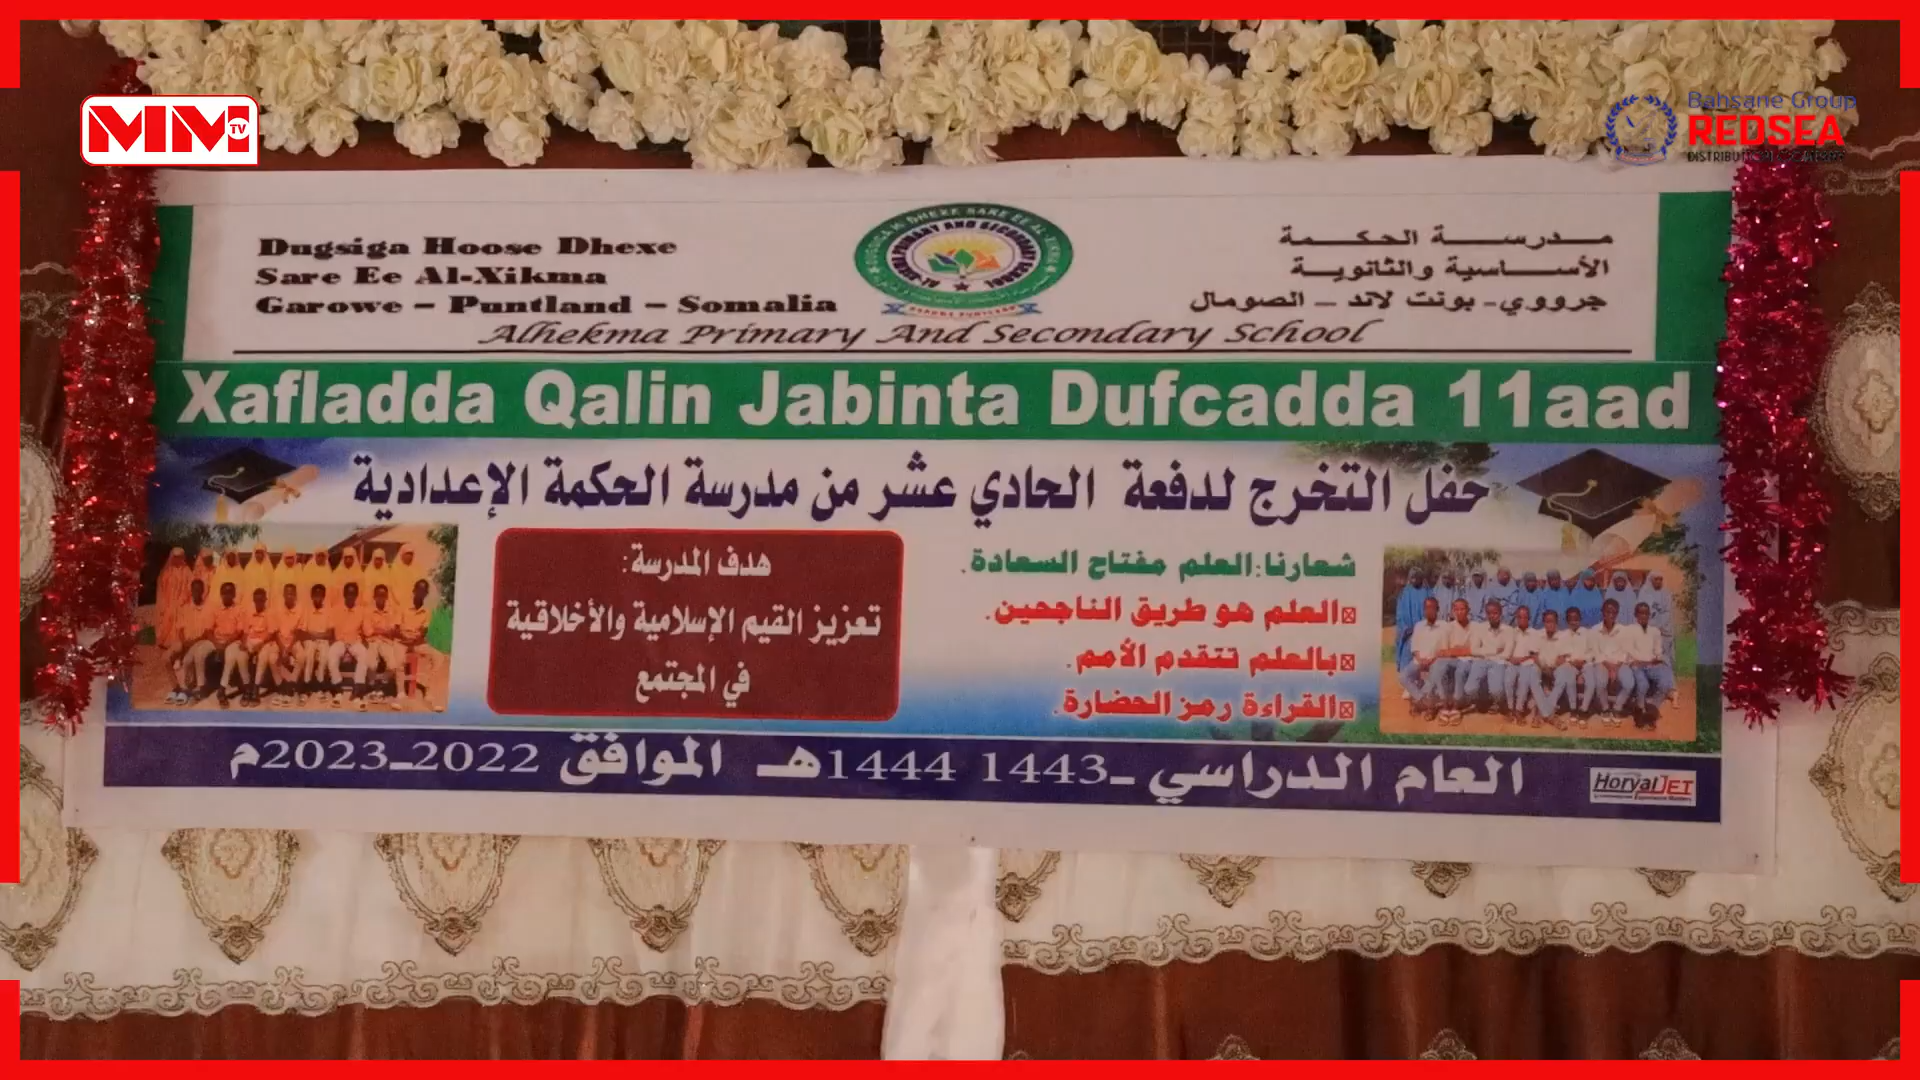 MM TV
Bahsane Group
REDSEA
Dugsiga Hoose Dhexe
Sare Ee Al-Xikma
Garowe – Puntland – Somalia
مدرسة الحكمة
الأساسية والثانوية
جرووي- بونت لاند – الصومال
Alhekma Primary And Secondary School
Xafladda Qalin Jabinta Dufcadda 11aad
حفل التخرج لدفعة الحادي عشر من مدرسة الحكمة الإعدادية
شعارنا:العلم مفتاح السعادة.
العلم هو طريق الناجحين.
بالعلم تتقدم الأمم.
القراءة رمز الحضارة.
هدف المدرسة:
تعزيز القيم الإسلامية والأخلاقية
في المجتمع
العام الدراسي -1443 1444هـ الموافق 2022-2023م
Horyal JET